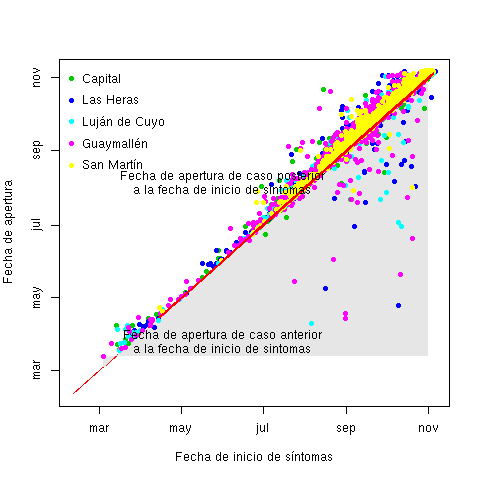 nov
Capital
Las Heras
Luján de Cuyo
sep
Guaymallén
San Martín
Fecha de apertura de caso posterior
a la fecha de inicio de síntomas
Fecha de apertura
jul
may
Fecha de apertura de caso anterior
a la fecha de inicio de sintomas
mar
mar may jul sep nov
Fecha de inicio de síntomas